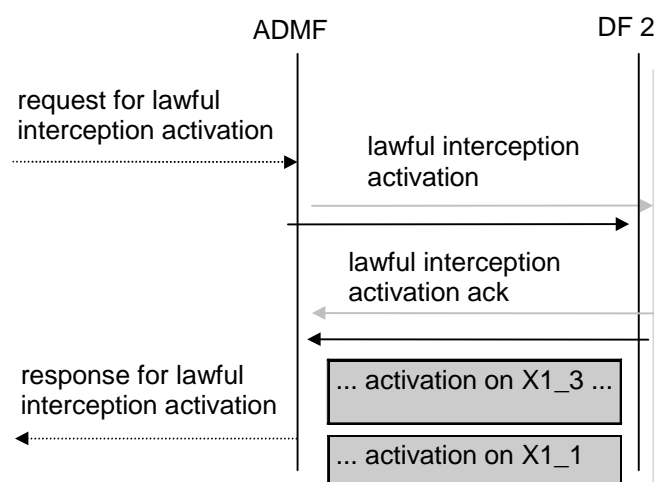 ADMF
DF 2
request for lawful
interception activation
lawful interception
activation
lawful interception
activation ack
response for lawful
interception activation
... activation on X1_3 ...
... activation on X1_1